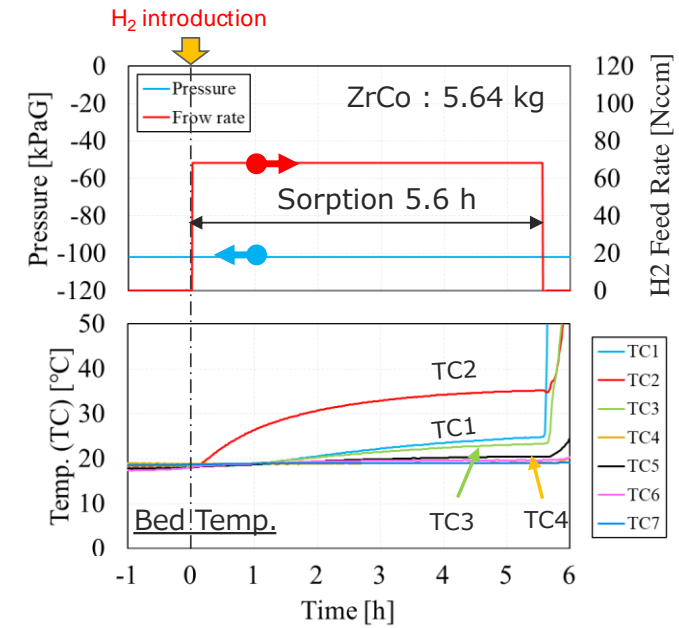 H2 introduction
0
-20
-40
-60
-80
-100
-120
Pressure [kPaG]
Pressure
Frow rate
ZrCo : 5.64 kg
Sorption 5.6 h
120
100
80
60
40
20
0
H2 Feed Rate [Nccm]
50
40
30
20
10
0
Temp. (TC) [℃]
TC2
TC1
TC3
TC4
Bed Temp.
TC1
TC2
TC3
TC4
TC5
TC6
TC7
-1 0 1 2 3 4 5 6
Time [h]